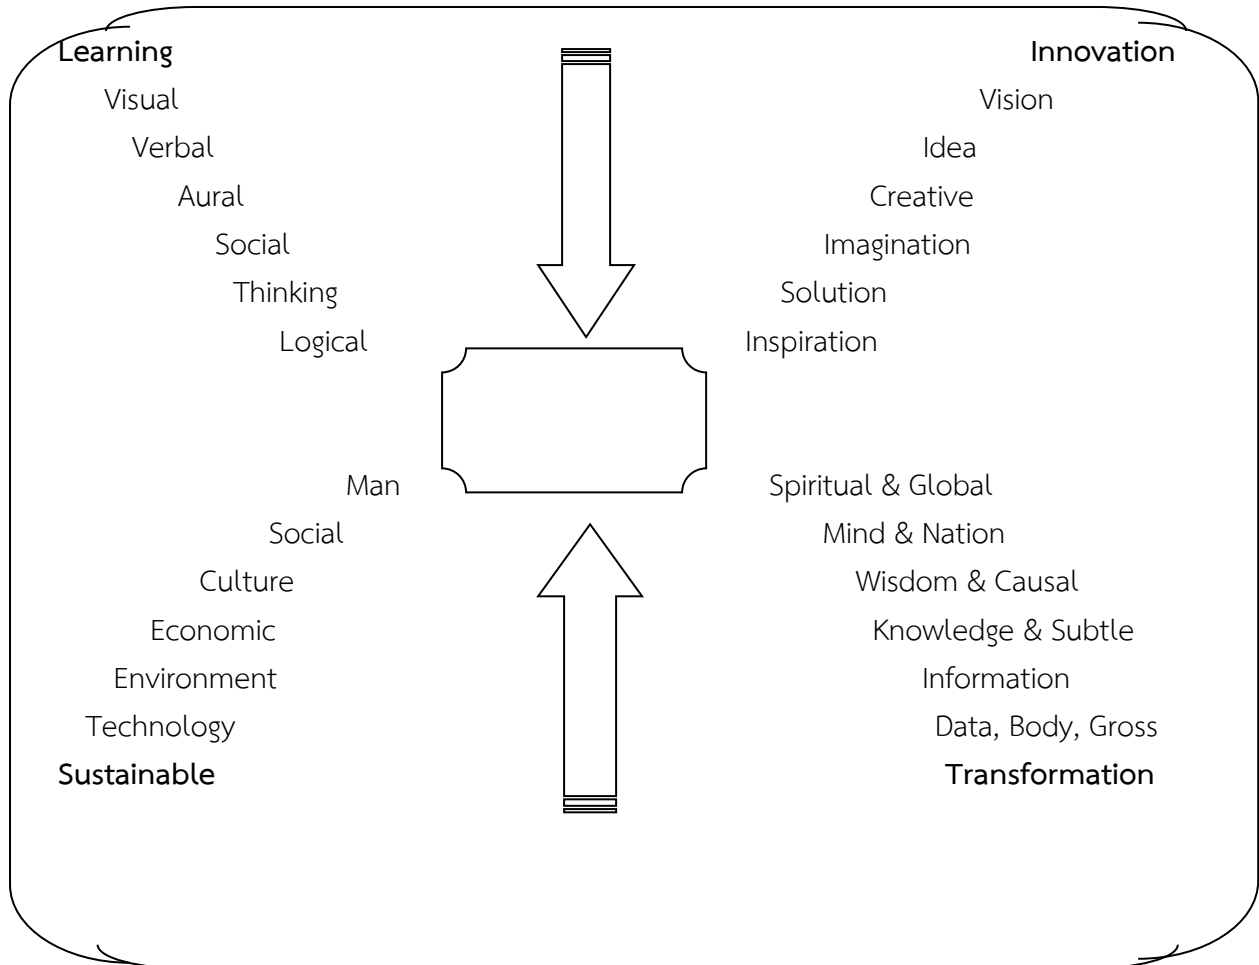 Learning Innovation
Visual Vision
Verbal Idea
Aural Creative
Social Imagination
Thinking Solution
Logical Inspiration
Man Spiritual & Global
Social Mind & Nation
Culture Wisdom & Causal
Economic Knowledge & Subtle
Environment Information
Technology Data, Body, Gross
Sustainable Transformation